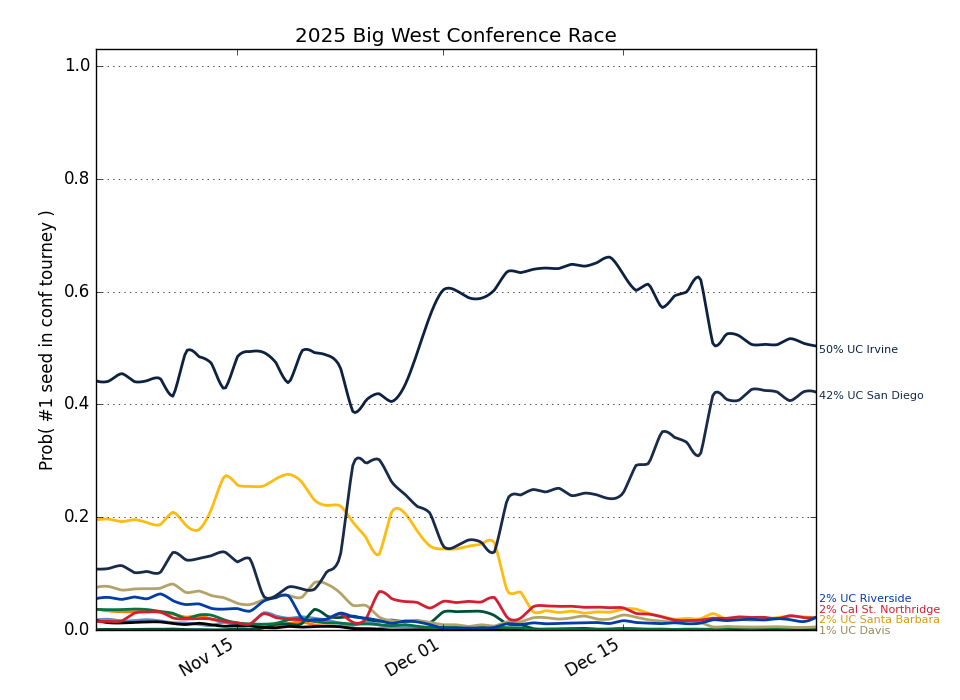 2025 Big West Conference Race
Prob( #1 seed in conf tourney )
1.0
0.8
0.6
0.4
0.2
0.0
Nov 15
Dec 01
Dec 15
50% UC Irvine
42% UC San Diego
2% UC Riverside
2% Cal St. Northridge
2% UC Santa Barbara
1% UC Davis